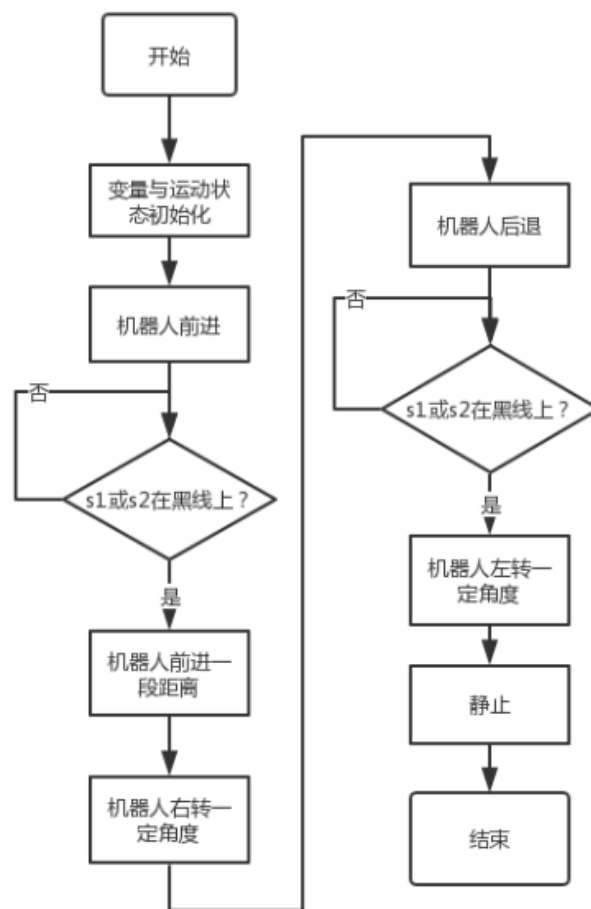 开始
变量与运动状
态初始化
机器人前进
否
s1或s2在黑线上？
是
机器人前进一
段距离
机器人右转一
定角度
机器人后退
否
s1或s2在黑线上？
是
机器人左转一
定角度
静止
结束